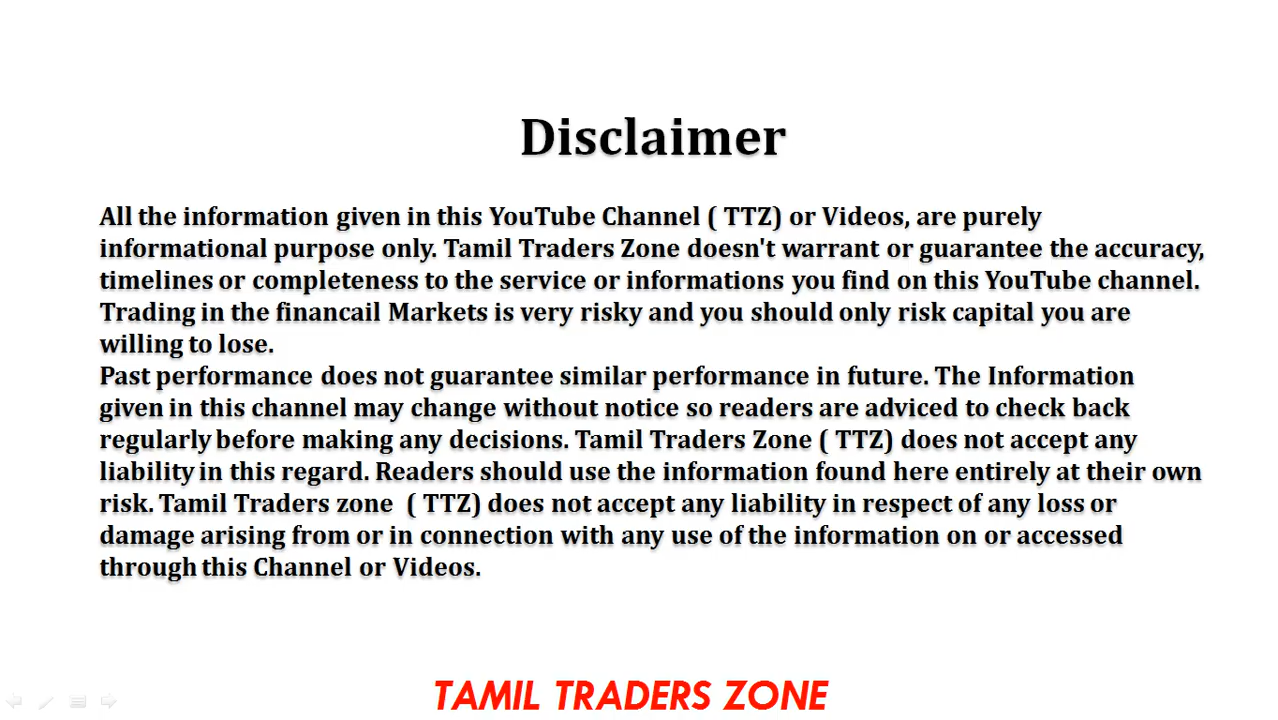 Disclaimer
All the information given in this YouTube Channel ( TTZ) or Videos, are purely
informational purpose only. Tamil Traders Zone doesn't warrant or guarantee the accuracy,
timelines or completeness to the service or informations you find on this YouTube channel.
Trading in the financail Markets is very risky and you should only risk capital you are
willing to lose.
Past performance does not guarantee similar performance in future. The Information
given in this channel may change without notice so readers are adviced to check back
regularly before making any decisions. Tamil Traders Zone ( TTZ) does not accept any
liability in this regard. Readers should use the information found here entirely at their own
risk. Tamil Traders zone  ( TTZ) does not accept any liability in respect of any loss or
damage arising from or in connection with any use of the information on or accessed
through this Channel or Videos.
TAMIL TRADERS ZONE